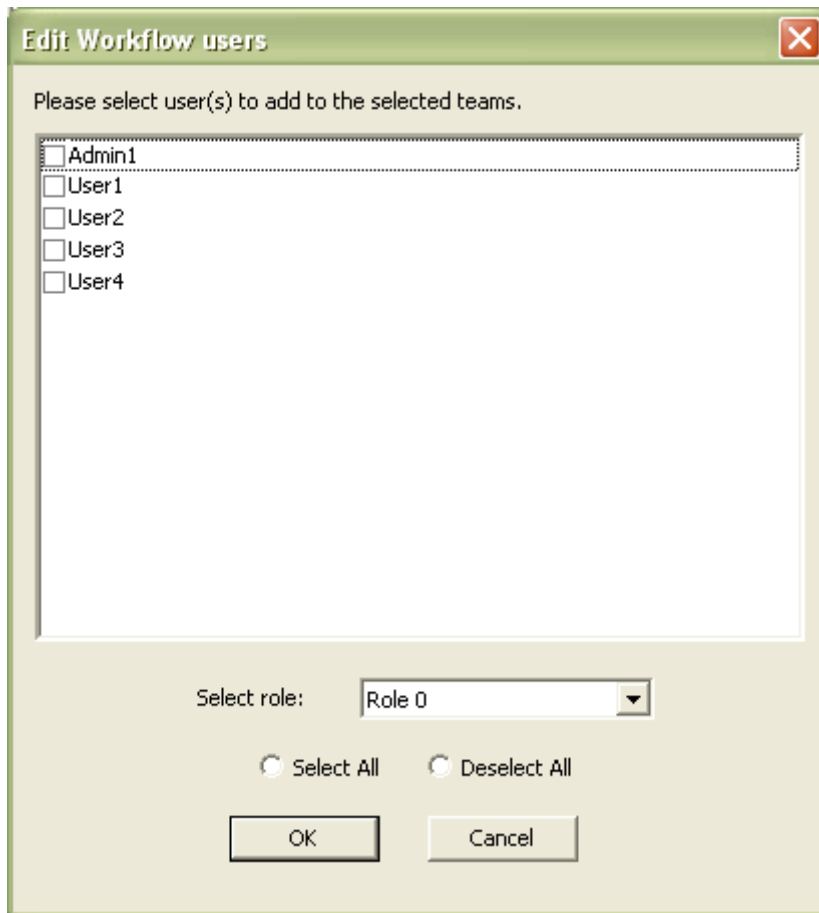 Edit Workflow users
Please select user(s) to add to the selected teams.
Admin1
User1
User2
User3
User4
Select role: Role 0
Select All Deselect All
OK Cancel